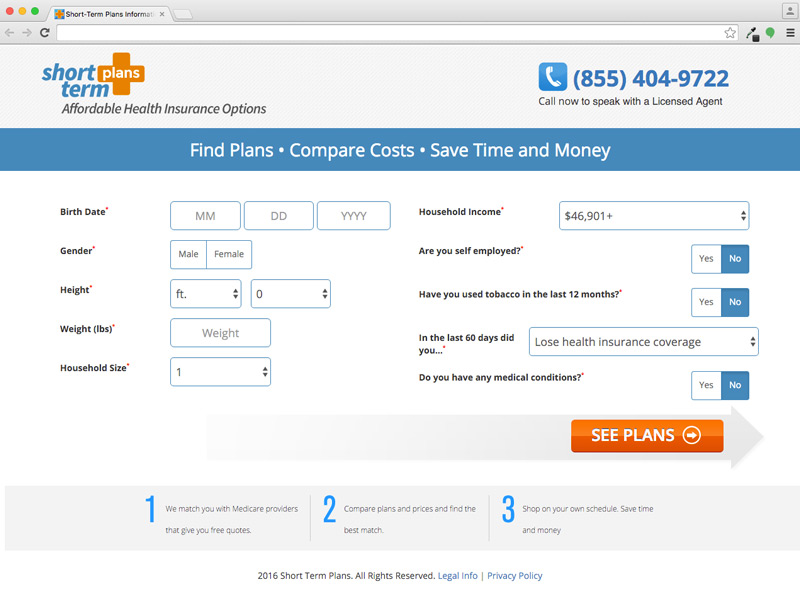 Short-Term Plans Informat
short plans
term
Affordable Health Insurance Options
(855) 404-9722
Call now to speak with a Licensed Agent
Find Plans • Compare Costs • Save Time and Money
Birth Date*
MM DD YYYY
Gender*
Male Female
Height*
ft. 0
Weight (lbs)*
Weight
Household Size*
1
Household Income*
$46,901+
Are you self employed?*
Yes No
Have you used tobacco in the last 12 months?*
Yes No
In the last 60 days did
you...*
Lose health insurance coverage
Do you have any medical conditions?*
Yes No
SEE PLANS
1
We match you with Medicare providers
that give you free quotes.
2
Compare plans and prices and find the
best match.
3
Shop on your own schedule. Save time
and money
2016 Short Term Plans. All Rights Reserved. Legal Info | Privacy Policy